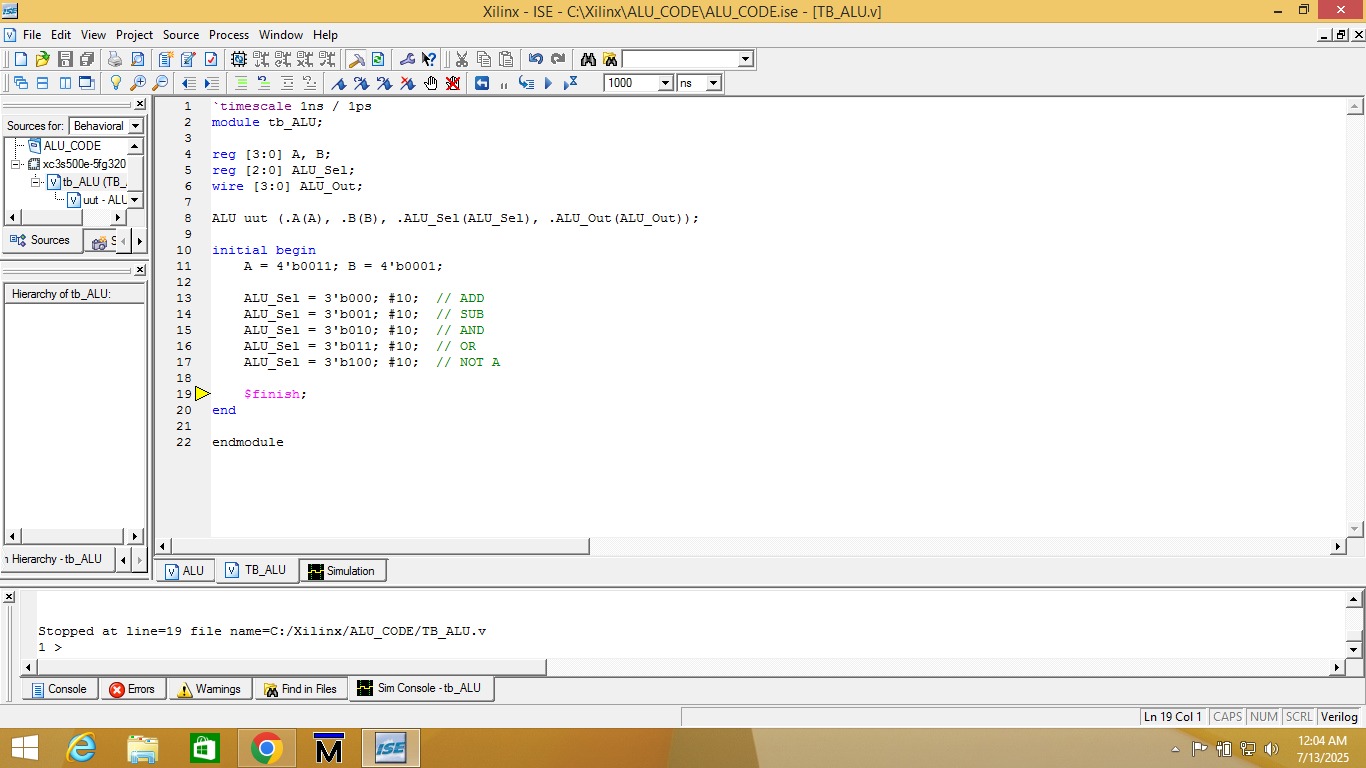 Xilinx - ISE - C:\Xilinx\ALU_CODE\ALU_CODE.ise - [TB_ALU.v]
File Edit View Project Source Process Window Help
1000 ns
Sources for: Behavioral
ALU_CODE
xc3s500e-5fg320
tb_ALU (TB_
uut - ALU
Sources
Hierarchy of tb_ALU:
Hierarchy - tb_ALU
1 `timescale 1ns / 1ps
2 module tb_ALU;
3
4 reg [3:0] A, B;
5 reg [2:0] ALU_Sel;
6 wire [3:0] ALU_Out;
7
8 ALU uut (.A(A), .B(B), .ALU_Sel(ALU_Sel), .ALU_Out(ALU_Out));
9
10 initial begin
11 A = 4'b0011; B = 4'b0001;
12
13 ALU_Sel = 3'b000; #10; // ADD
14 ALU_Sel = 3'b001; #10; // SUB
15 ALU_Sel = 3'b010; #10; // AND
16 ALU_Sel = 3'b011; #10; // OR
17 ALU_Sel = 3'b100; #10; // NOT A
18
19 $finish;
20 end
21
22 endmodule
ALU TB_ALU Simulation
Stopped at line=19 file name=C:/Xilinx/ALU_CODE/TB_ALU.v
1 >
Console Errors Warnings Find in Files Sim Console - tb_ALU
Ln 19 Col 1 CAPS NUM SCRL Verilog
ISE
12:04 AM
7/13/2025